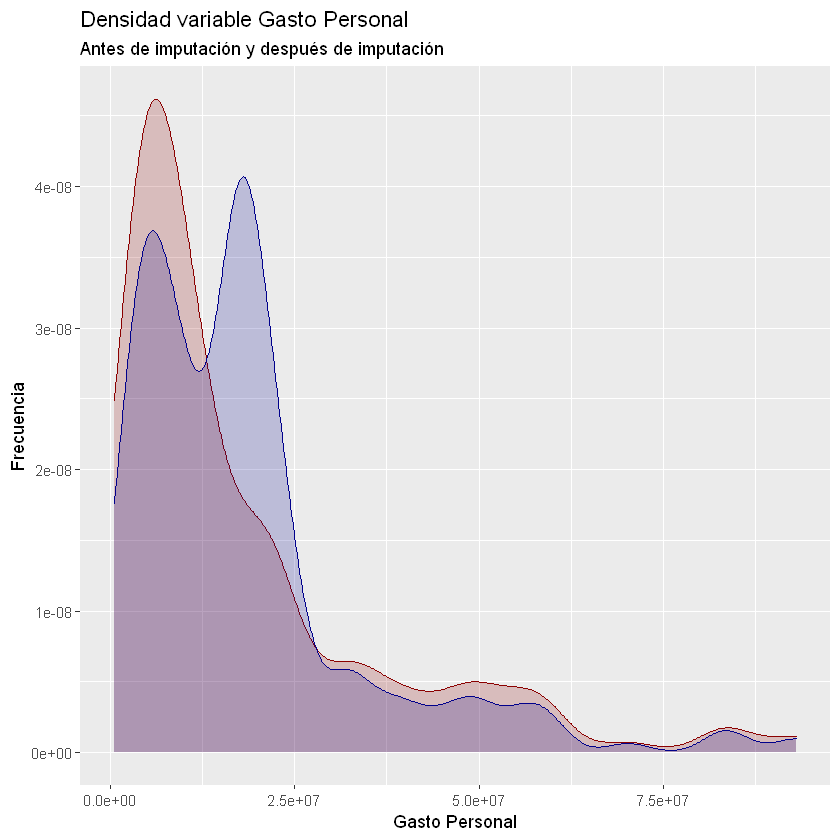 Densidad variable Gasto Personal
Antes de imputación y después de imputación
Frecuencia
4e-08
3e-08
2e-08
1e-08
0e+00
0.0e+00
2.5e+07
5.0e+07
7.5e+07
Gasto Personal